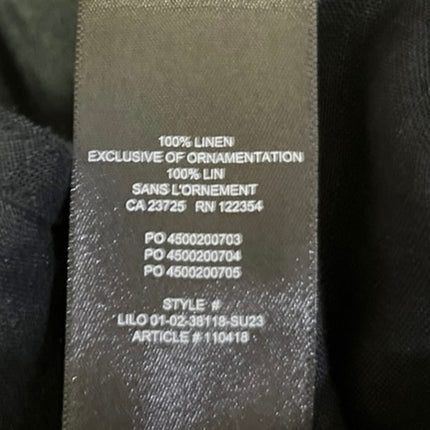 100% LINEN
EXCLUSIVE OF ORNAMENTATION
100% LIN
SANS L'ORNEMENT
CA 23725 RN 122354
PO 4500200703
PO 4500200704
PO 4500200705
STYLE #
LILO 01-02-38118-SU23
ARTICLE # 110418